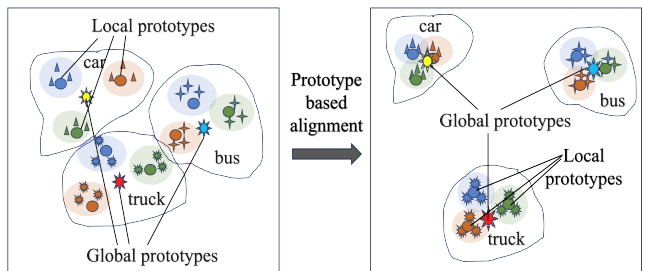 Local prototypes
car
bus
truck
Global prototypes
Prototype
based
alignment
car
bus
Global prototypes
Local
prototypes
truck